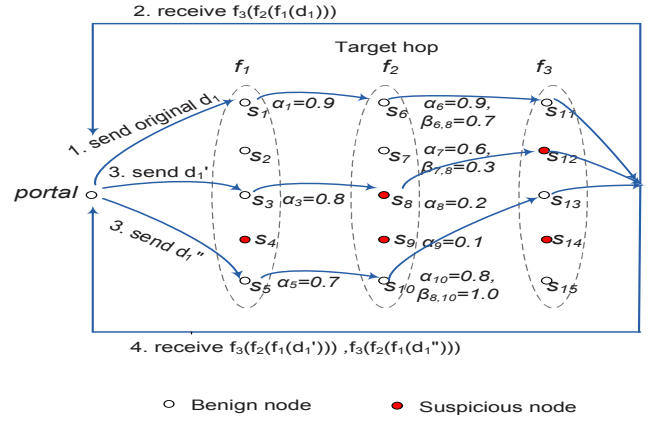 2. receive f₃(f₂(f₁(d₁)))
Target hop
f₁ f₂ f₃
1. send original d₁
S₁ α₁=0.9 S₆ α₆=0.9, S₁₁
β₆,₈=0.7
S₂ S₇ α₇=0.6, S₁₂
β₇,₈=0.3
3. send d₁'
portal S₃ α₃=0.8 S₈ α₈=0.2 S₁₃
3. send d₁''
S₄ S₉ α₉=0.1 S₁₄
S₅ α₅=0.7 S₁₀ α₁₀=0.8, S₁₅
β₈,₁₀=1.0
4. receive f₃(f₂(f₁(d₁'))) ,f₃(f₂(f₁(d₁'')))
Benign node Suspicious node